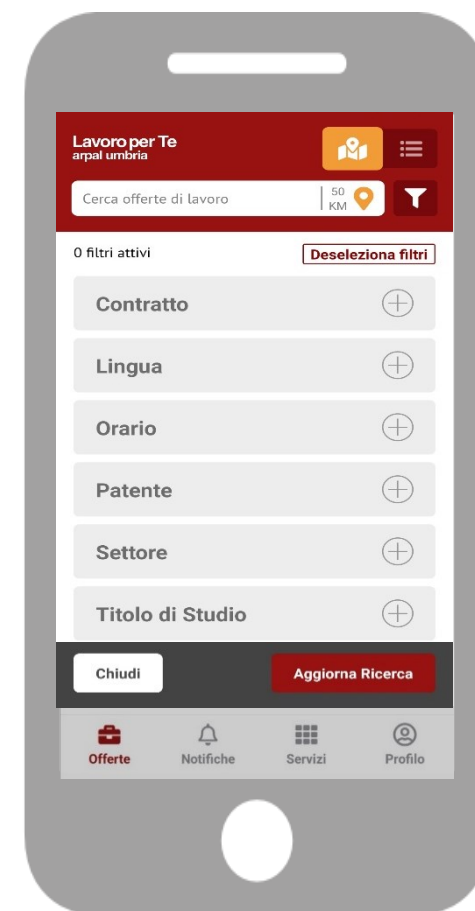 Lavoro per Te
arpal umbria
Cerca offerte di lavoro
50
KM
0 filtri attivi
Deseleziona filtri
Contratto
Lingua
Orario
Patente
Settore
Titolo di Studio
Chiudi
Aggiorna Ricerca
Offerte
Notifiche
Servizi
Profilo